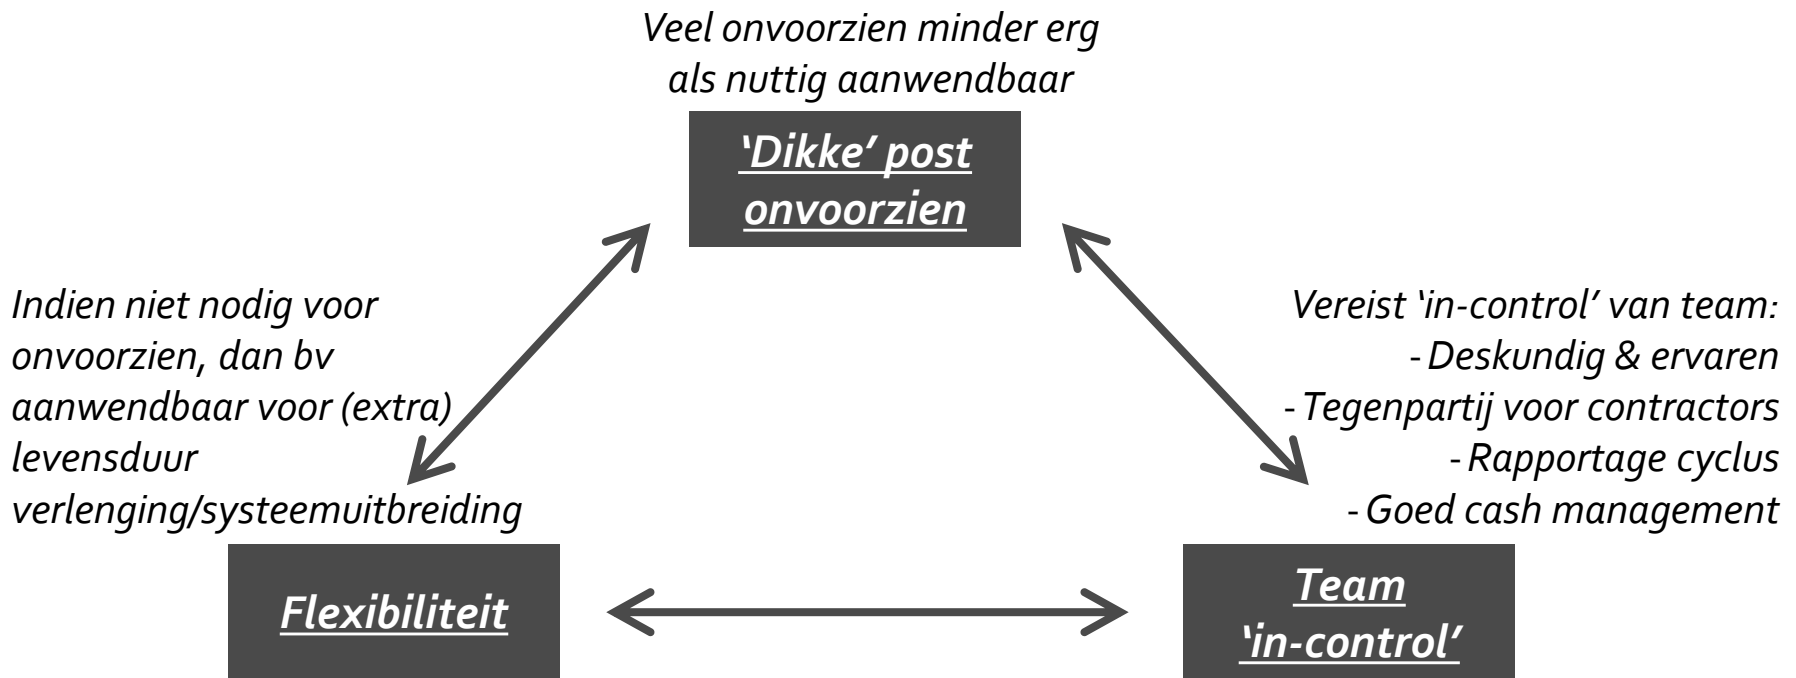 Veel onvoorzien minder erg
als nuttig aanwendbaar
‘Dikke’ post
onvoorzien
Indien niet nodig voor
onvoorzien, dan bv
aanwendbaar voor (extra)
levensduur
verlenging/systeemuitbreiding
Vereist ‘in-control’ van team:
- Deskundig & ervaren
- Tegenpartij voor contractors
- Rapportage cyclus
- Goed cash management
Flexibiliteit
Team
‘in-control’